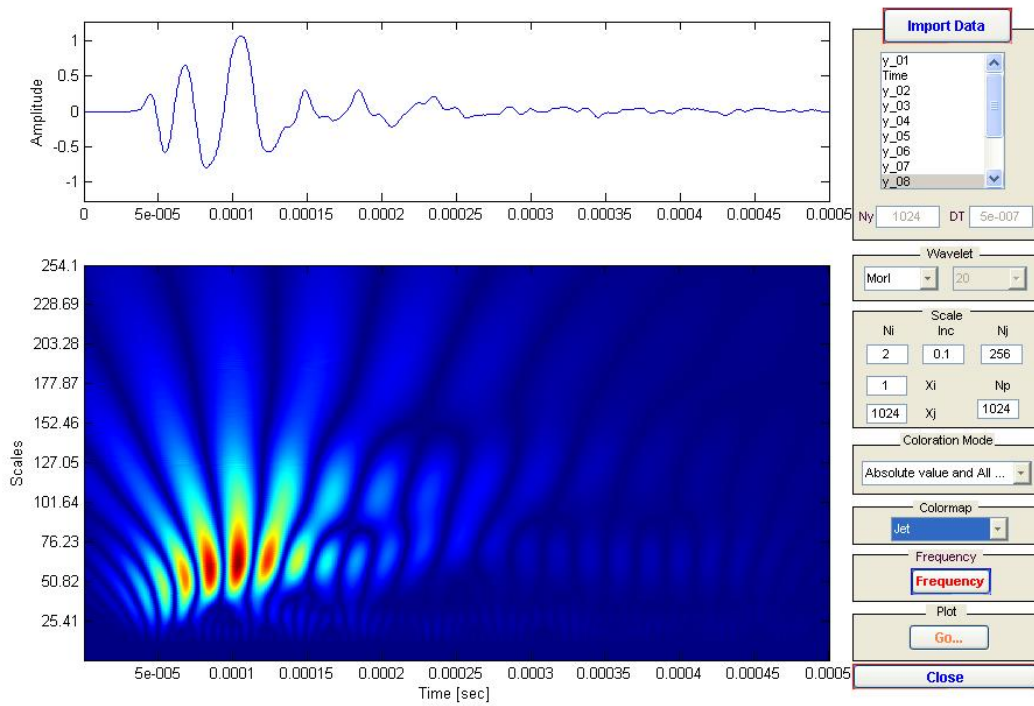 1
0.5
0
-0.5
-1
Amplitude
0 5e-005 0.0001 0.00015 0.0002 0.00025 0.0003 0.00035 0.0004 0.00045 0.0005
254.1
228.69
203.28
177.87
152.46
127.05
101.64
76.23
50.82
25.41
Scales
5e-005 0.0001 0.00015 0.0002 0.00025 0.0003 0.00035 0.0004 0.00045 0.0005
Time [sec]
Import Data
y_01
Time
y_02
y_03
y_04
y_05
y_06
y_07
y_08
Ny 1024 DT 5e-007
Wavelet
Morl 20
Scale
Ni Inc Nj
2 0.1 256
1 Xi Np
1024 Xj 1024
Coloration Mode
Absolute value and All ...
Colormap
Jet
Frequency
Frequency
Plot
Go...
Close